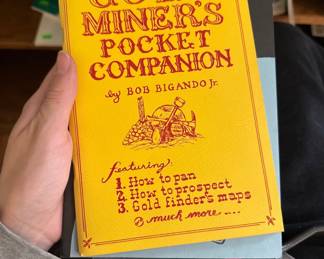 GOLD
MINER'S
POCKET
COMPANION
by BOB BIGANDO Jr.
featuring:
1. How to pan
2. How to prospect
3. Gold finder's maps
& much more ....